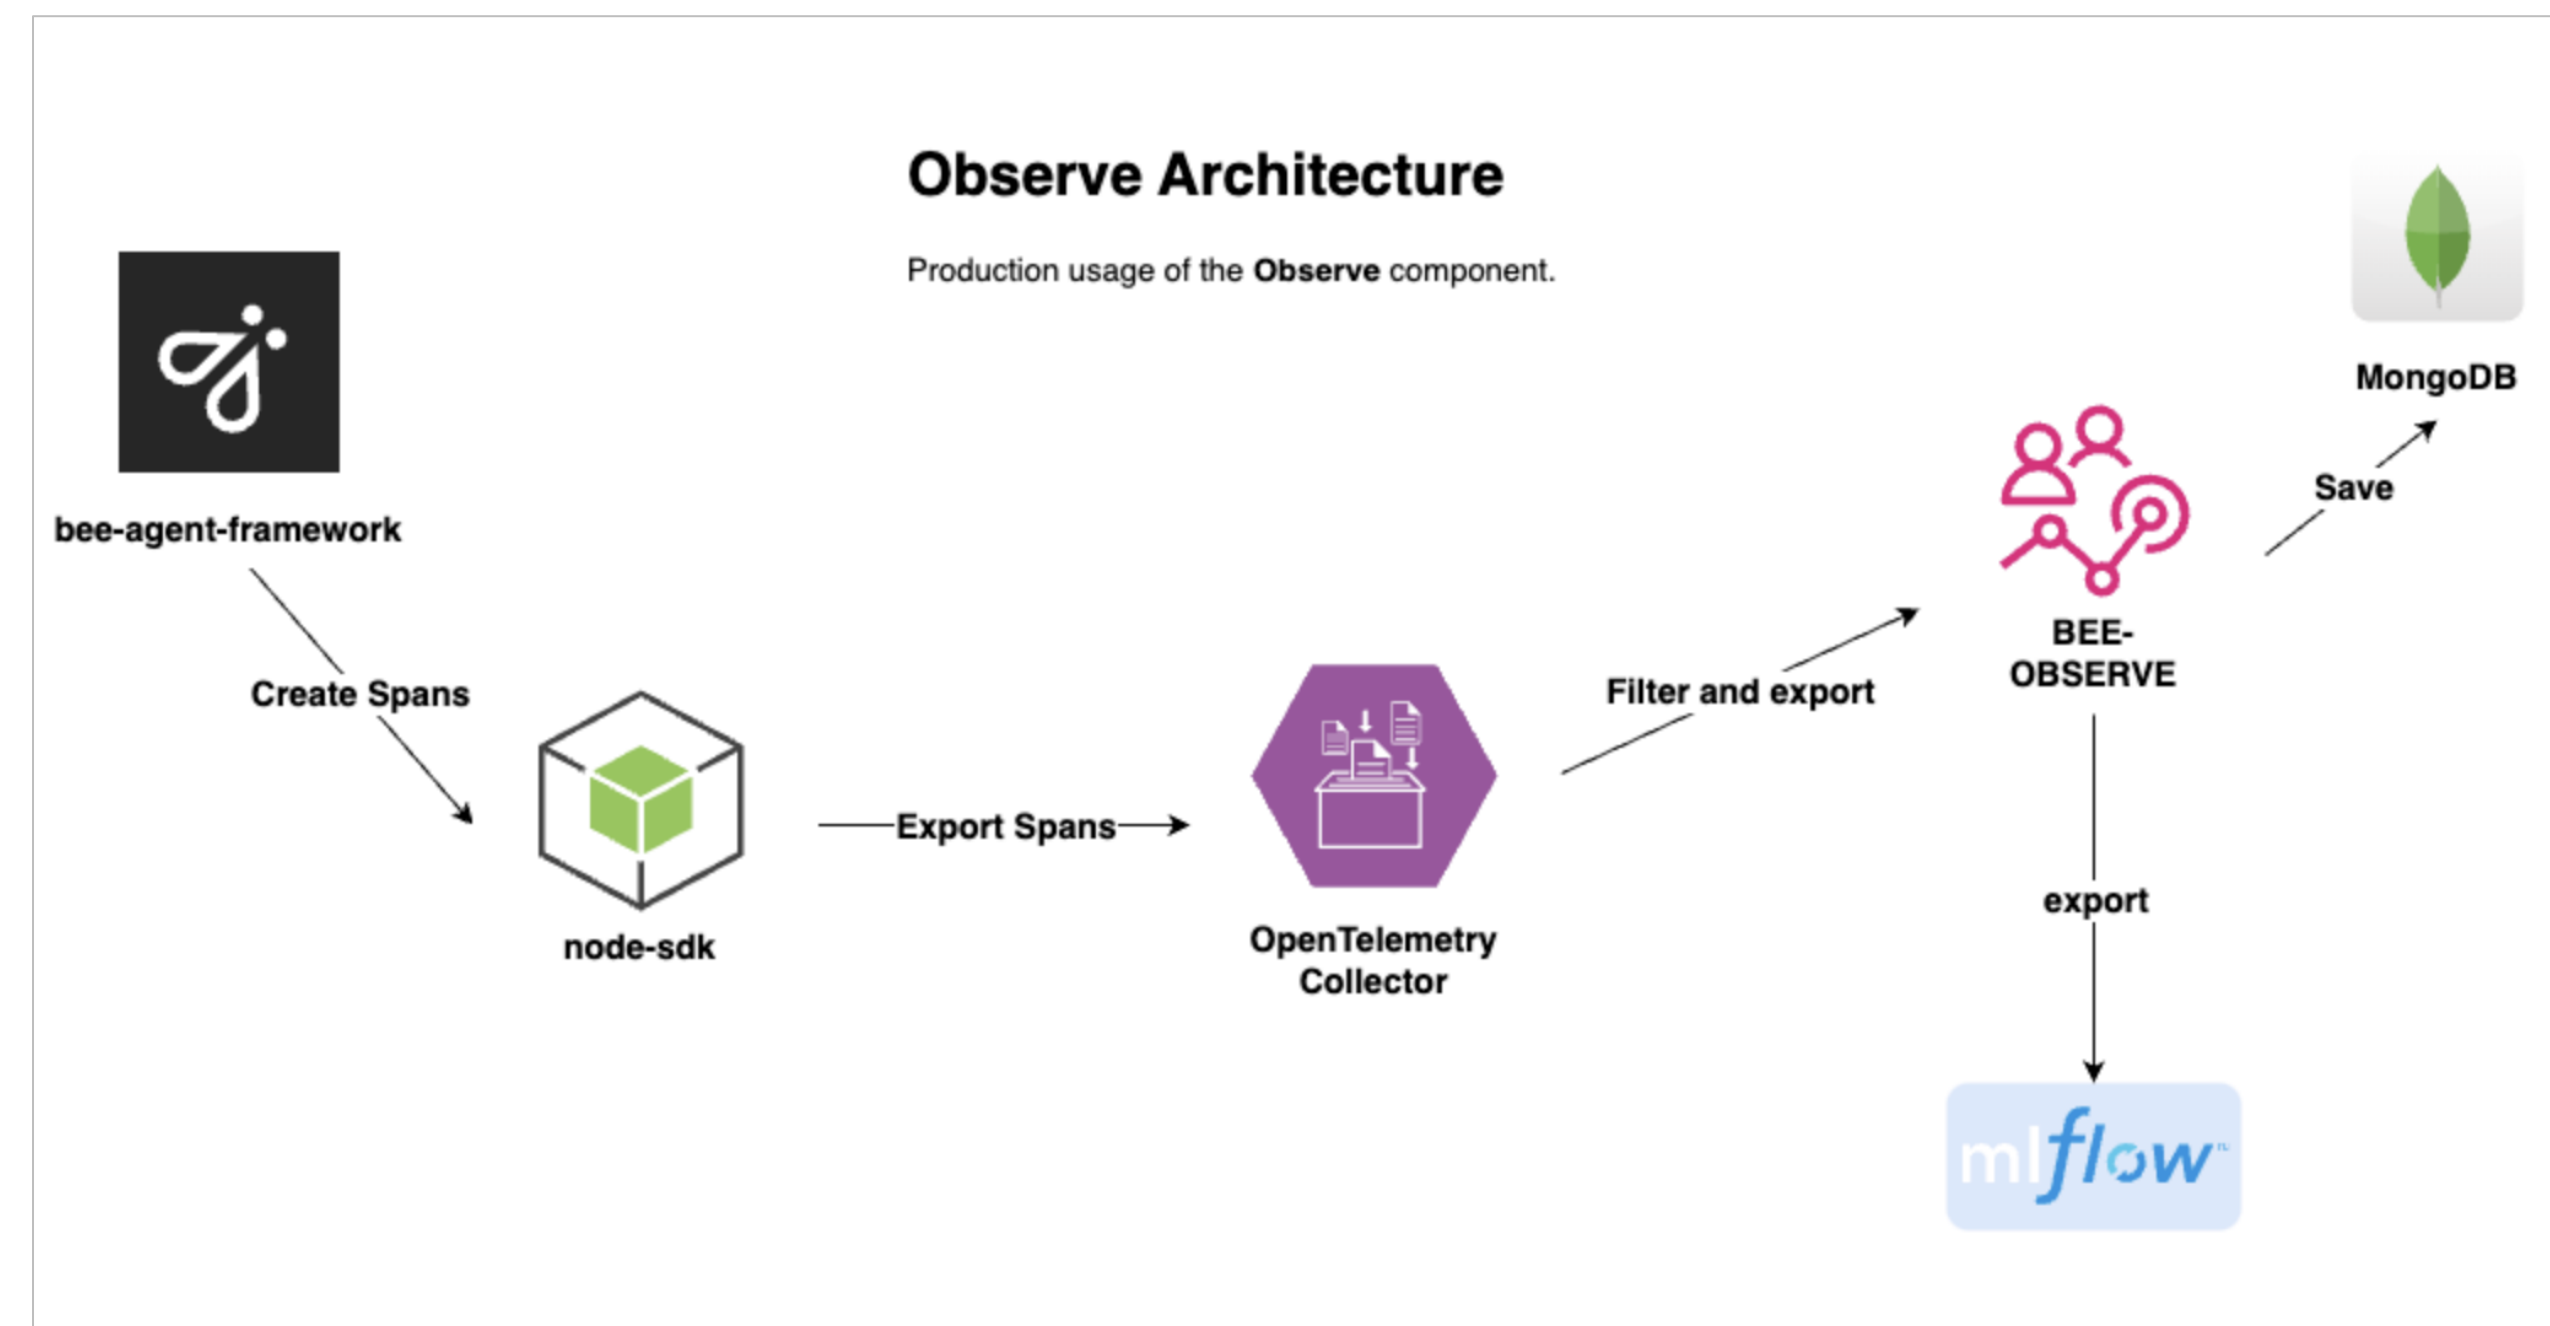 Observe Architecture
Production usage of the Observe component.
MongoDB
bee-agent-framework
Save
Create Spans
Filter and export
BEE-
OBSERVE
Export Spans
export
node-sdk
OpenTelemetry
Collector
mlflow